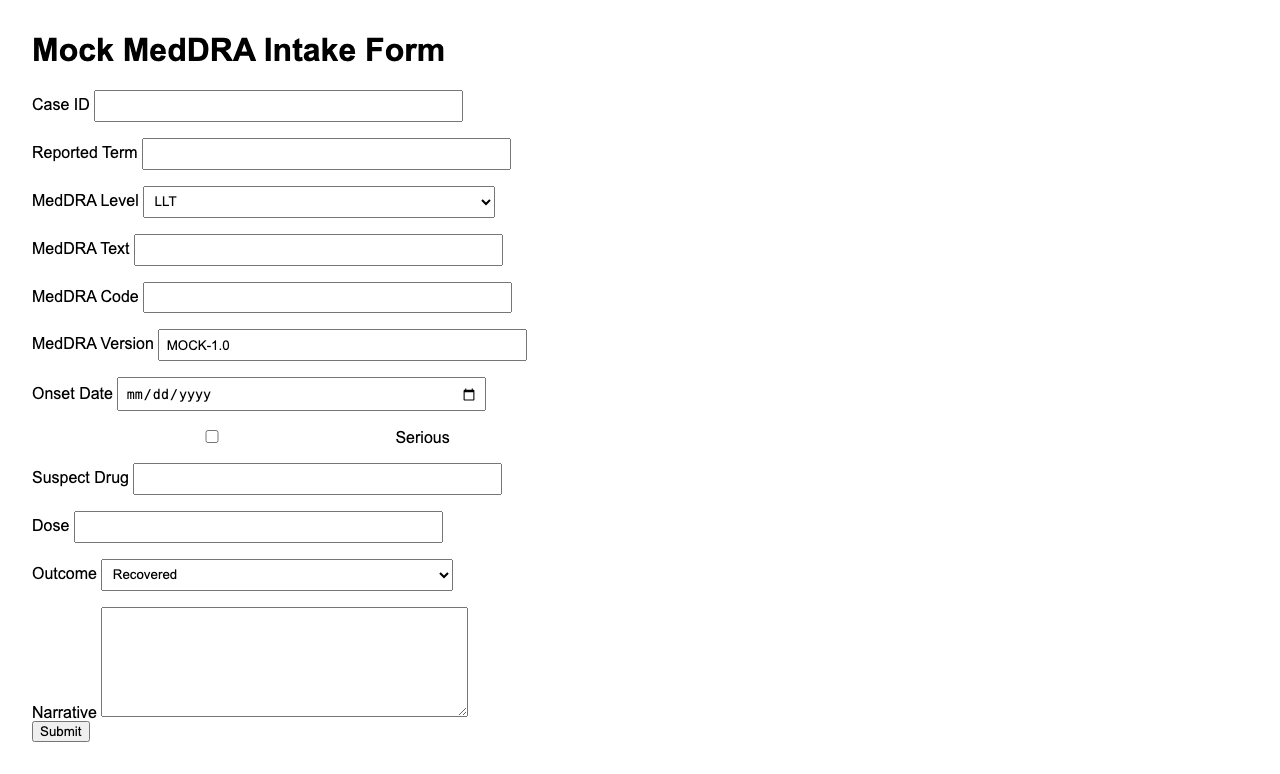 Mock MedDRA Intake Form
Case ID
Reported Term
MedDRA Level LLT
MedDRA Text
MedDRA Code
MedDRA Version MOCK-1.0
Onset Date mm/dd/yyyy
Serious
Suspect Drug
Dose
Outcome Recovered
Narrative
Submit